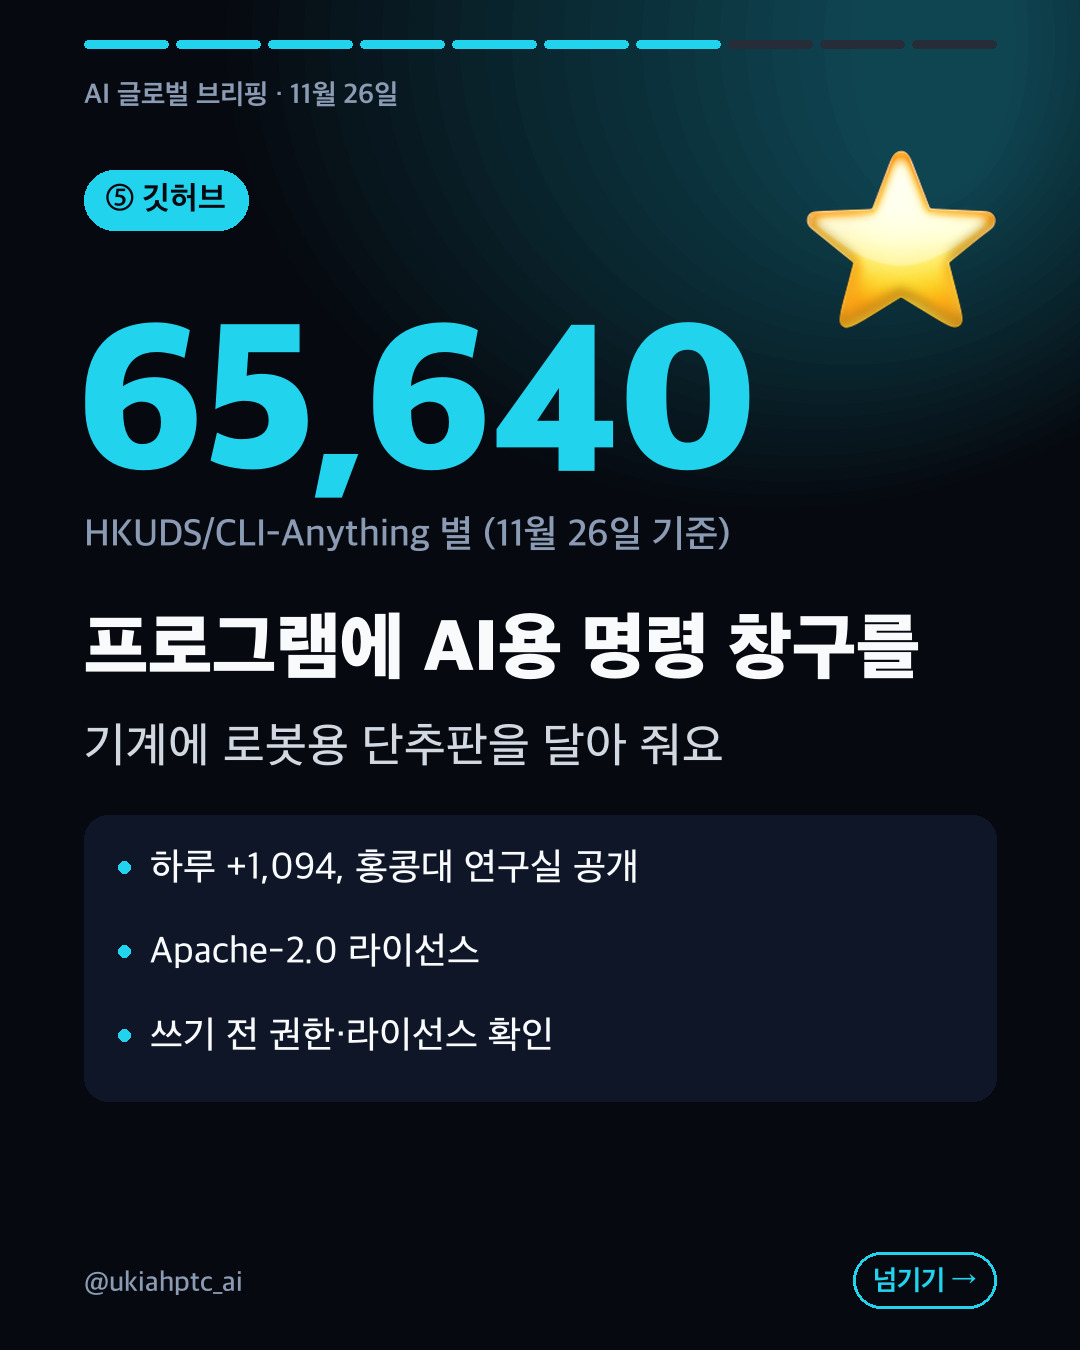 AI 글로벌 브리핑 · 11월 26일
⑤ 깃허브
65,640
HKUDS/CLI-Anything 별 (11월 26일 기준)
프로그램에 AI용 명령 창구를
기계에 로봇용 단추판을 달아 줘요
• 하루 +1,094, 홍콩대 연구실 공개
• Apache-2.0 라이선스
• 쓰기 전 권한·라이선스 확인
@ukiahptc_ai
넘기기 →